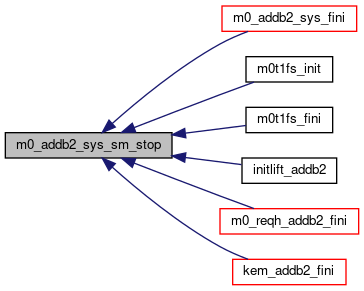 m0_addb2_sys_fini
m0t1fs_init
m0t1fs_fini
m0_addb2_sys_sm_stop
initlift_addb2
m0_reqh_addb2_fini
kem_addb2_fini